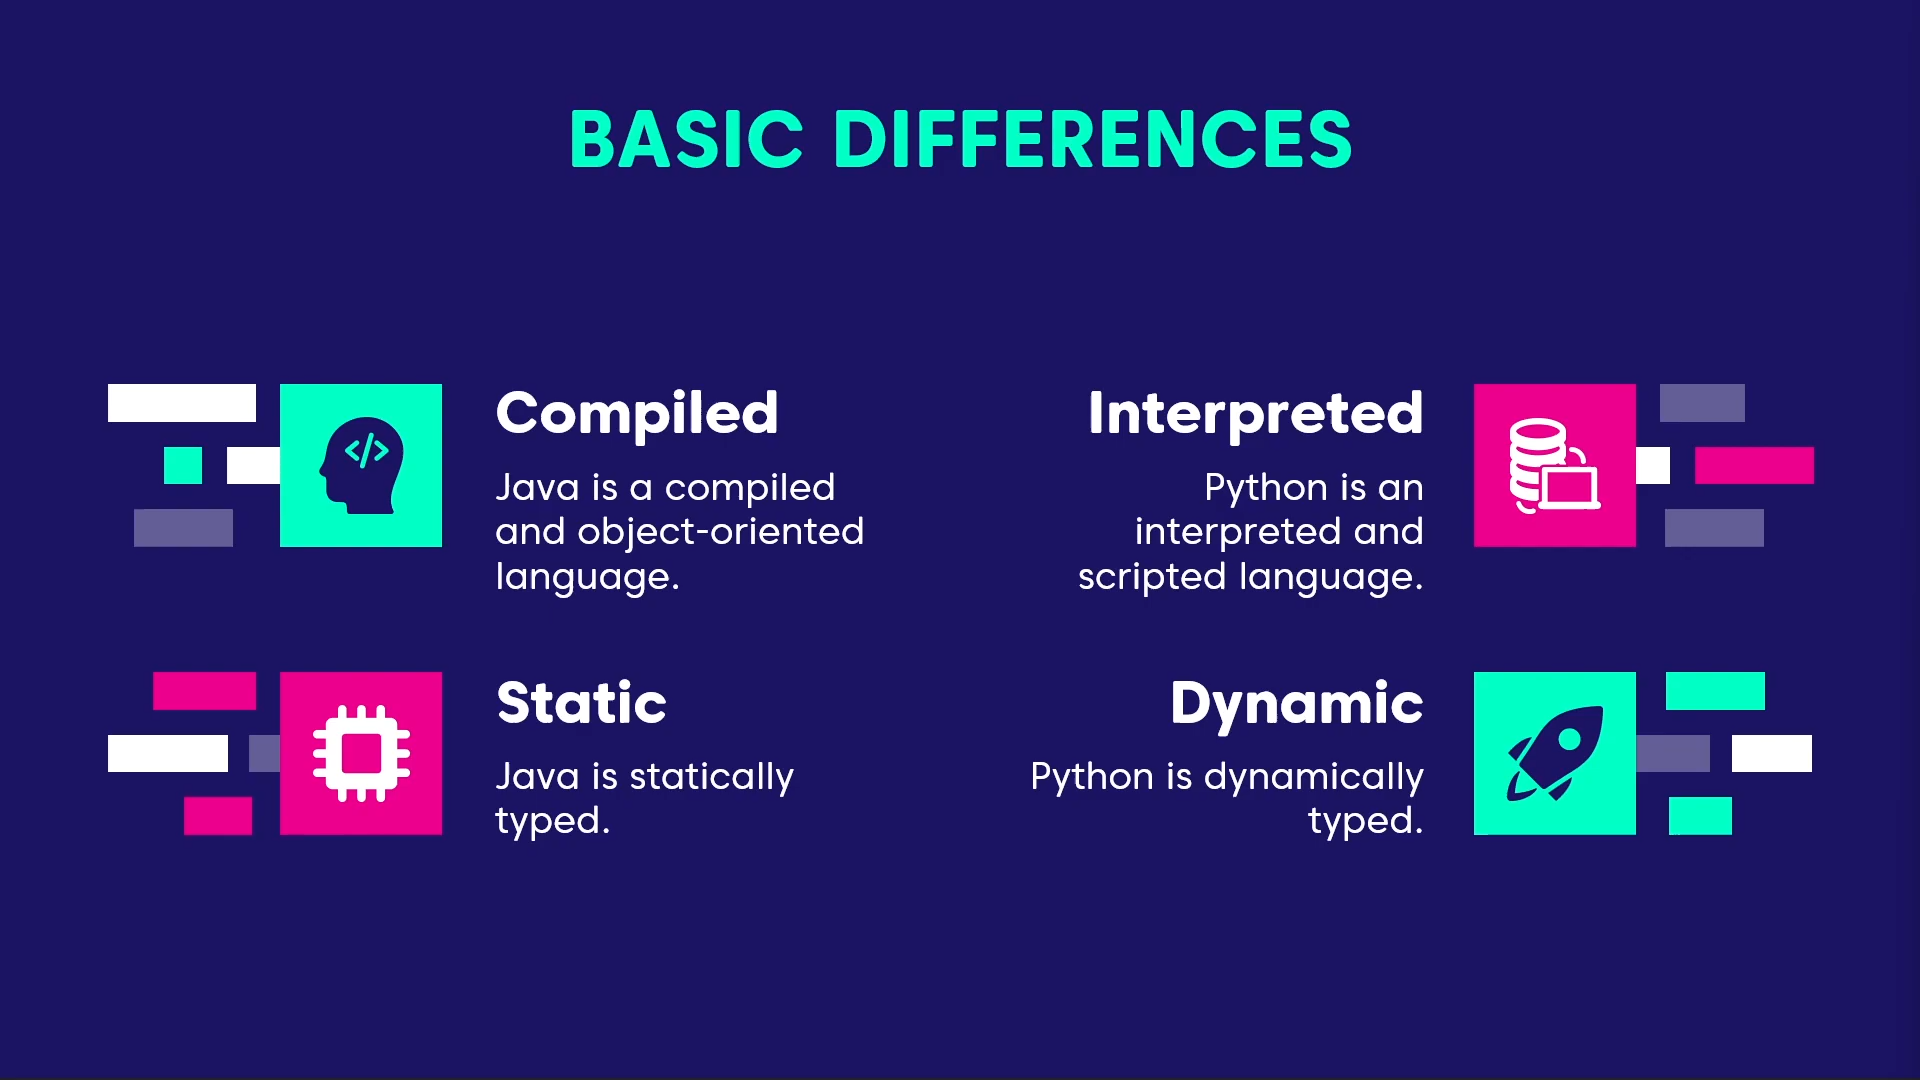 BASIC DIFFERENCES
</>
Compiled
Java is a compiled
and object-oriented
language.
Interpreted
Python is an
interpreted and
scripted language.
Static
Java is statically
typed.
Dynamic
Python is dynamically
typed.